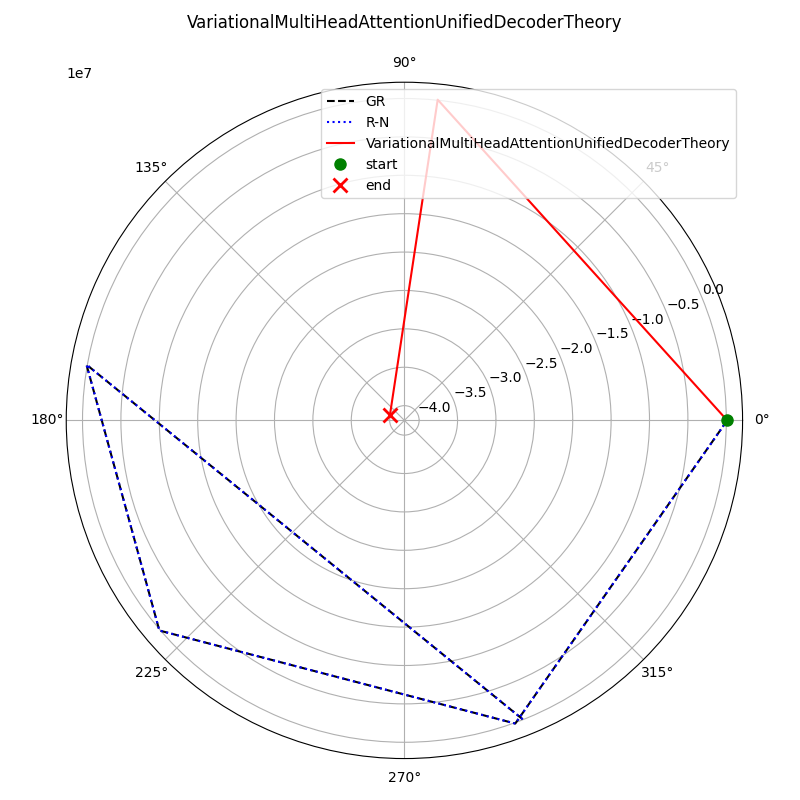 VariationalMultiHeadAttentionUnifiedDecoderTheory
1e7
90°
GR
R-N
VariationalMultiHeadAttentionUnifiedDecoderTheory
start
end
135°
45°
0.0
−0.5
−1.0
−1.5
−2.0
−2.5
−3.0
−3.5
−4.0
180°
0°
225°
315°
270°